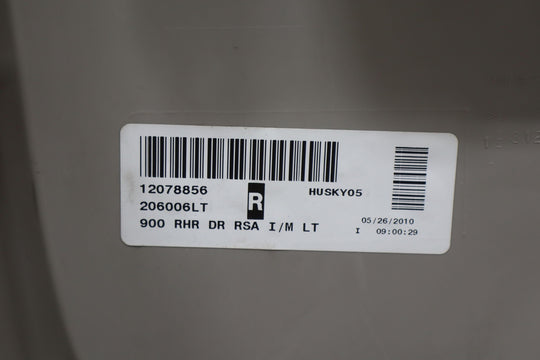 12078856
HUSKY05
206006LT
R
900 RHR DR RSA I/M LT
05/26/2010
I 09:00:29